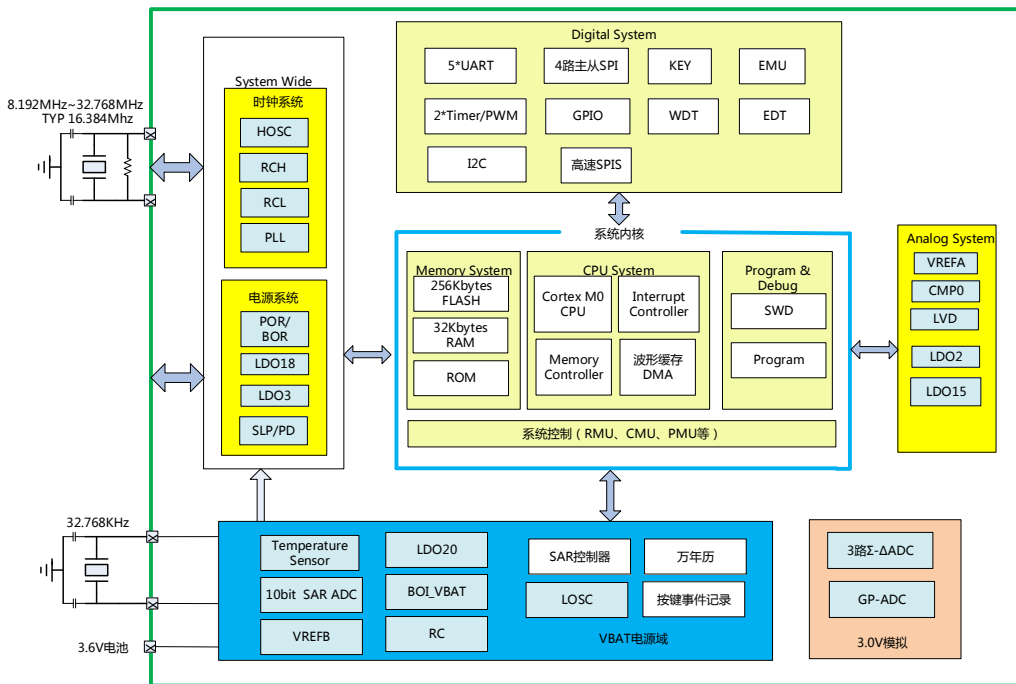 8.192MHz~32.768MHz
TYP 16.384Mhz
System Wide
时钟系统
HOSC
RCH
RCL
PLL
电源系统
POR/
BOR
LDO18
LDO3
SLP/PD
Digital System
5*UART
4路主从SPI
KEY
EMU
2*Timer/PWM
GPIO
WDT
EDT
I2C
高速SPIS
系统内核
Memory System
256Kbytes
FLASH
32Kbytes
RAM
ROM
CPU System
Cortex M0
CPU
Interrupt
Controller
Memory
Controller
波形缓存
DMA
Program &
Debug
SWD
Program
系统控制（RMU、CMU、PMU等）
Analog System
VREFA
CMP0
LVD
LDO2
LDO15
32.768KHz
3.6V电池
Temperature
Sensor
LDO20
SAR控制器
万年历
10bit SAR ADC
BOI_VBAT
LOSC
按键事件记录
VREFB
RC
VBAT电源域
3路Σ-ΔADC
GP-ADC
3.0V模拟